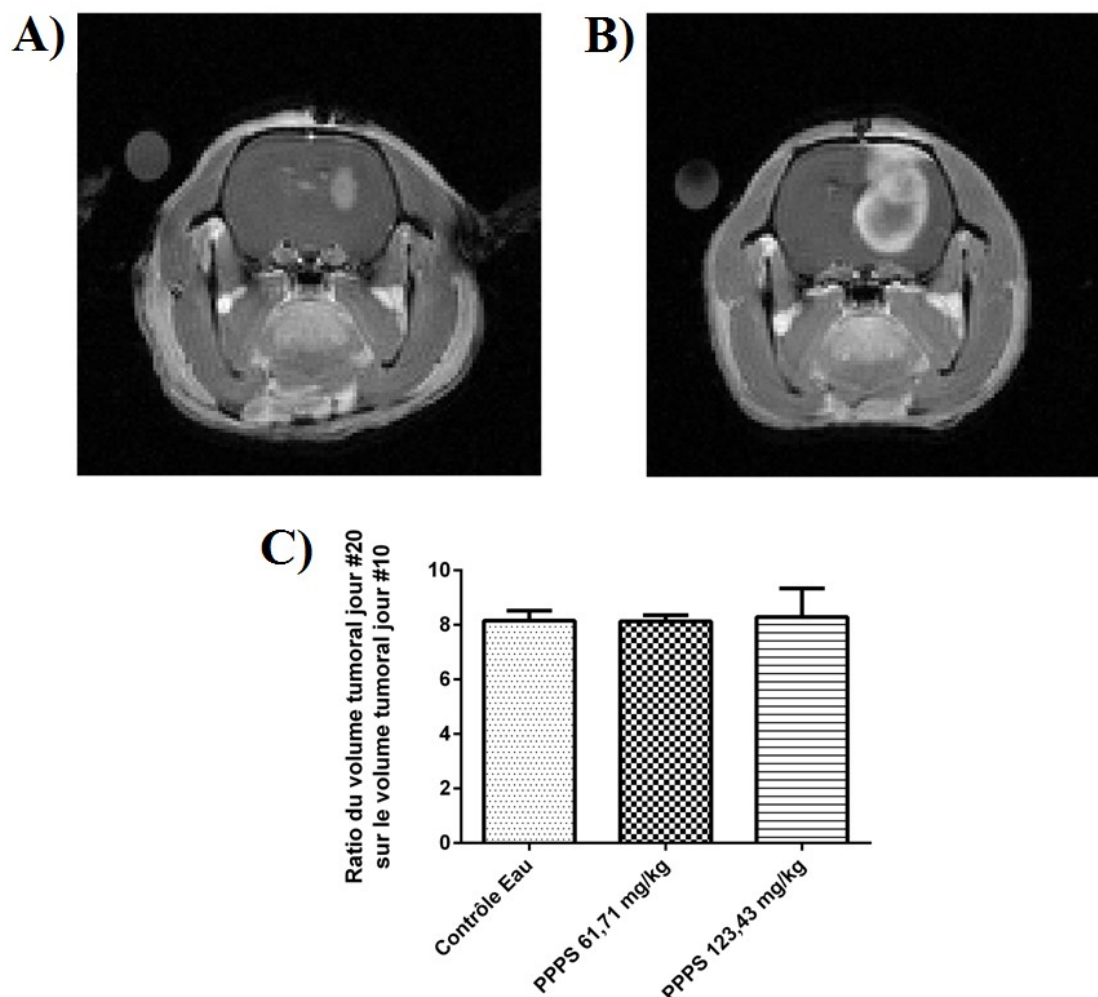 A)
B)
C)
Ratio du volume tumoral jour #20
sur le volume tumoral jour #10
10
8
6
4
2
0
Contrôle Eau
PPPS 61,71 mg/kg
PPPS 123,43 mg/kg